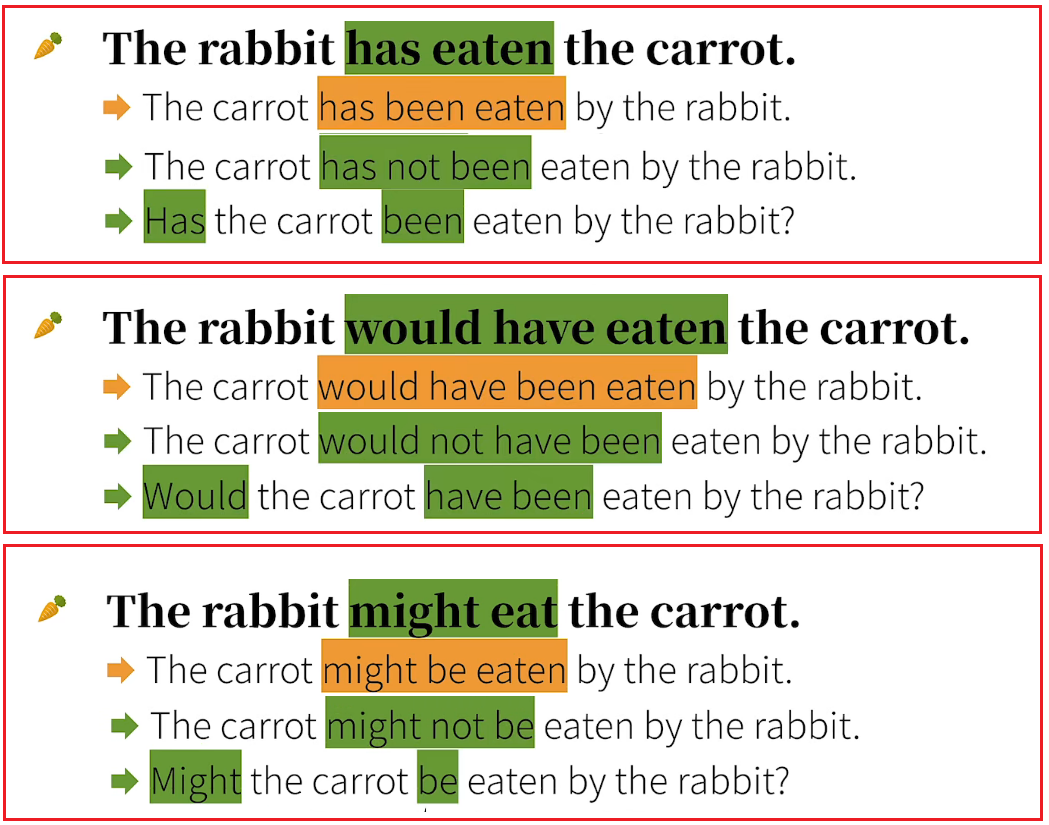 The rabbit has eaten the carrot.
The carrot has been eaten by the rabbit.
The carrot has not been eaten by the rabbit.
Has the carrot been eaten by the rabbit?
The rabbit would have eaten the carrot.
The carrot would have been eaten by the rabbit.
The carrot would not have been eaten by the rabbit.
Would the carrot have been eaten by the rabbit?
The rabbit might eat the carrot.
The carrot might be eaten by the rabbit.
The carrot might not be eaten by the rabbit.
Might the carrot be eaten by the rabbit?